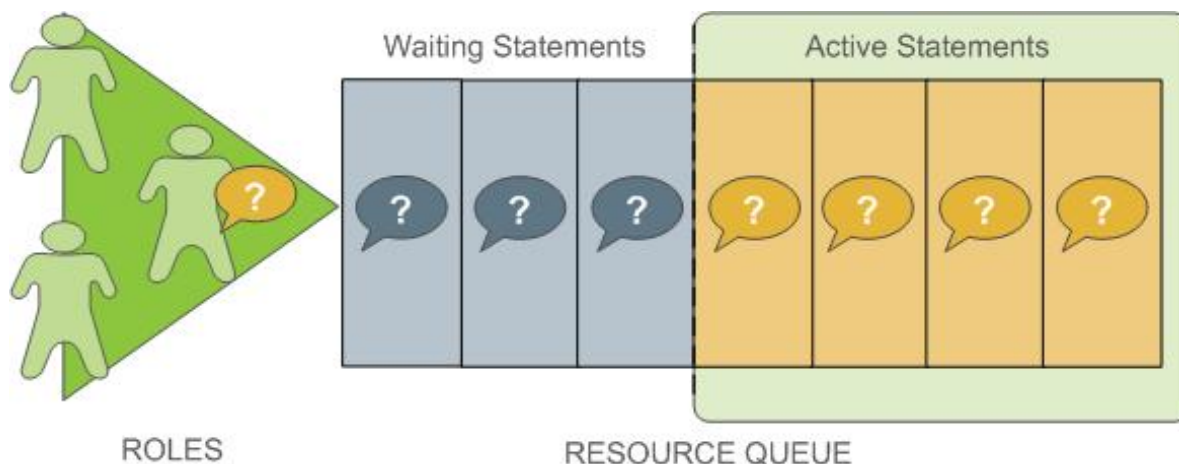 Waiting Statements
Active Statements
?
?
?
?
?
?
?
?
ROLES
RESOURCE QUEUE